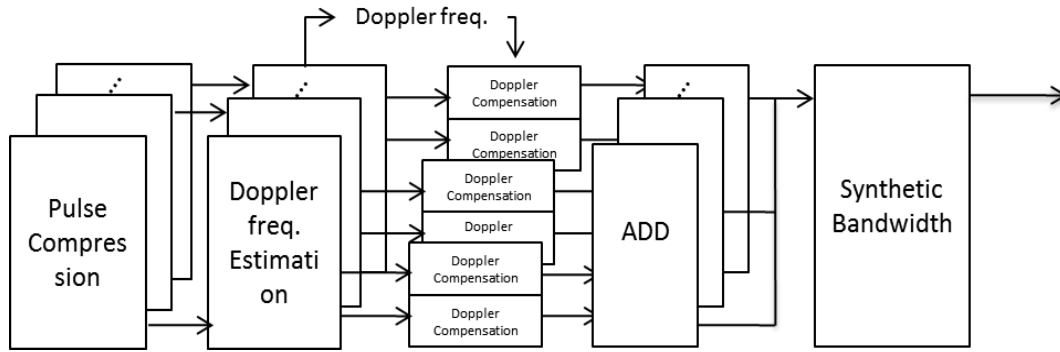 Doppler freq.
Pulse
Compres
sion
Doppler
freq.
Estimati
on
Doppler
Compensation
Doppler
Compensation
Doppler
Compensation
Doppler
Doppler
Compensation
Doppler
Compensation
ADD
Synthetic
Bandwidth